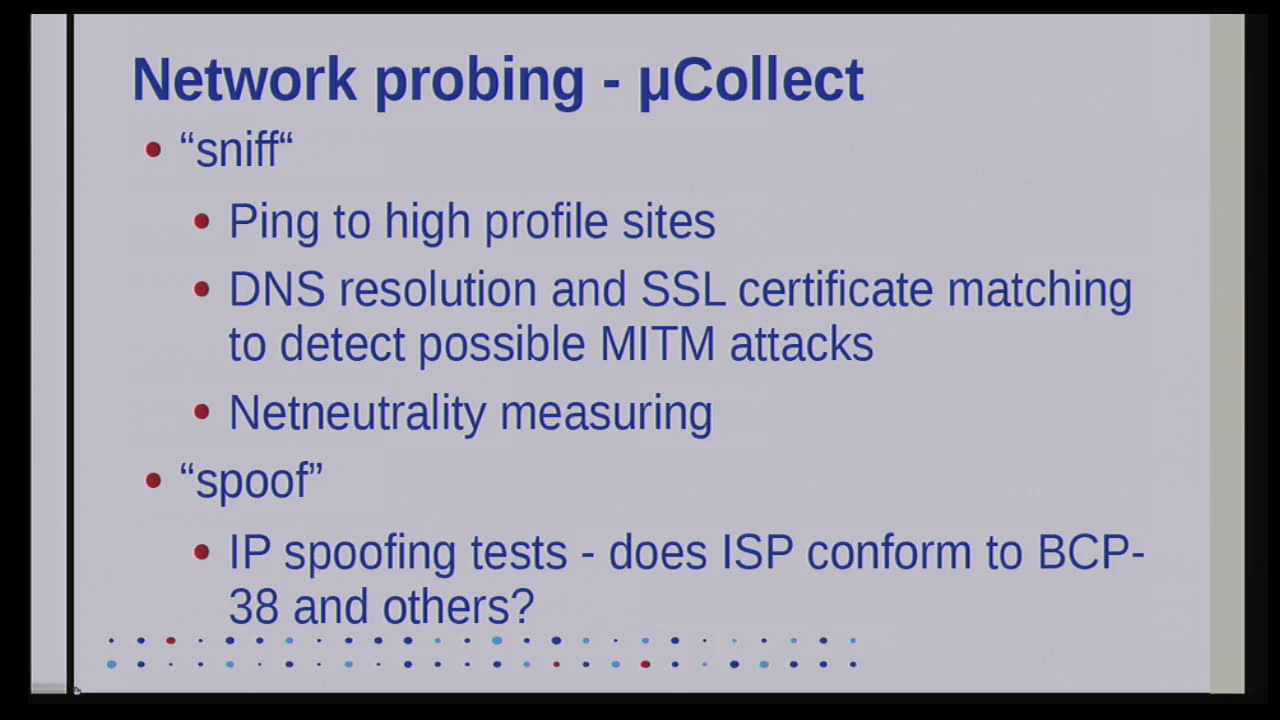 Network probing - µCollect
“sniff“
Ping to high profile sites
DNS resolution and SSL certificate matching
to detect possible MITM attacks
Netneutrality measuring
“spoof”
IP spoofing tests - does ISP conform to BCP-
38 and others?